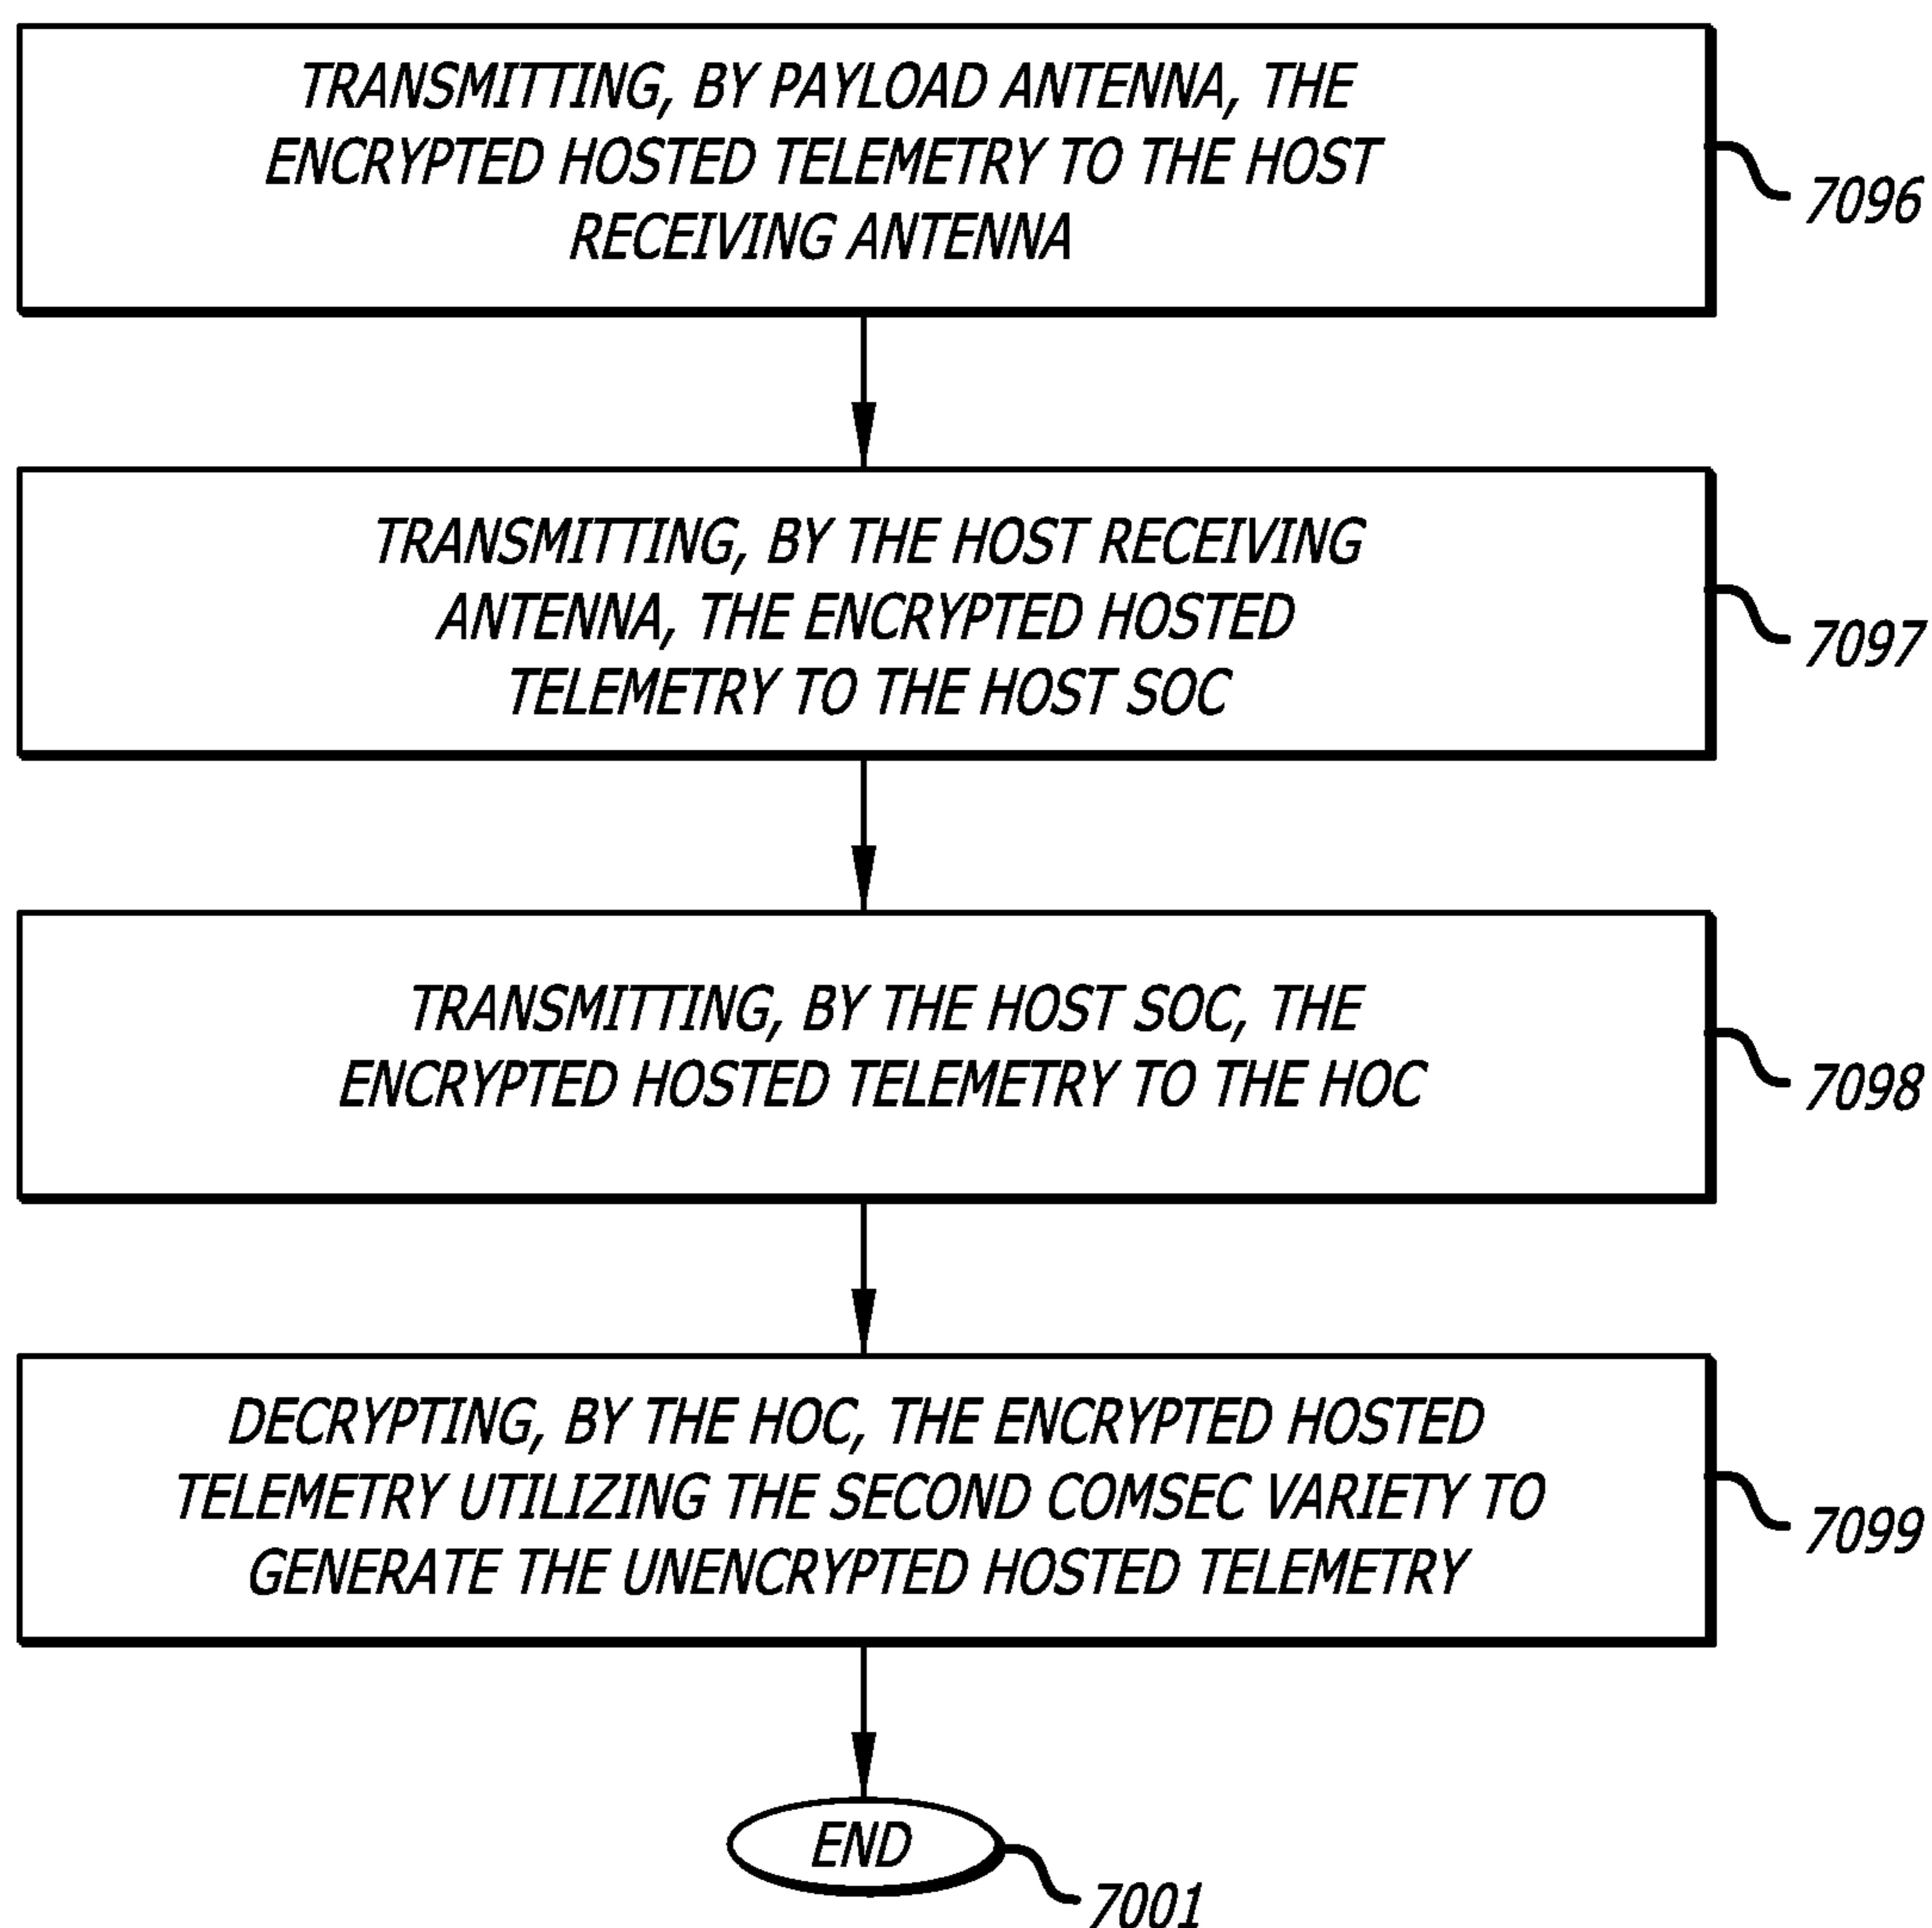 TRANSMITTING, BY PAYLOAD ANTENNA, THE
ENCRYPTED HOSTED TELEMETRY TO THE HOST
RECEIVING ANTENNA
7096
TRANSMITTING, BY THE HOST RECEIVING
ANTENNA, THE ENCRYPTED HOSTED
TELEMETRY TO THE HOST SOC
7097
TRANSMITTING, BY THE HOST SOC, THE
ENCRYPTED HOSTED TELEMETRY TO THE HOC
7098
DECRYPTING, BY THE HOC, THE ENCRYPTED HOSTED
TELEMETRY UTILIZING THE SECOND COMSEC VARIETY TO
GENERATE THE UNENCRYPTED HOSTED TELEMETRY
7099
END
7001